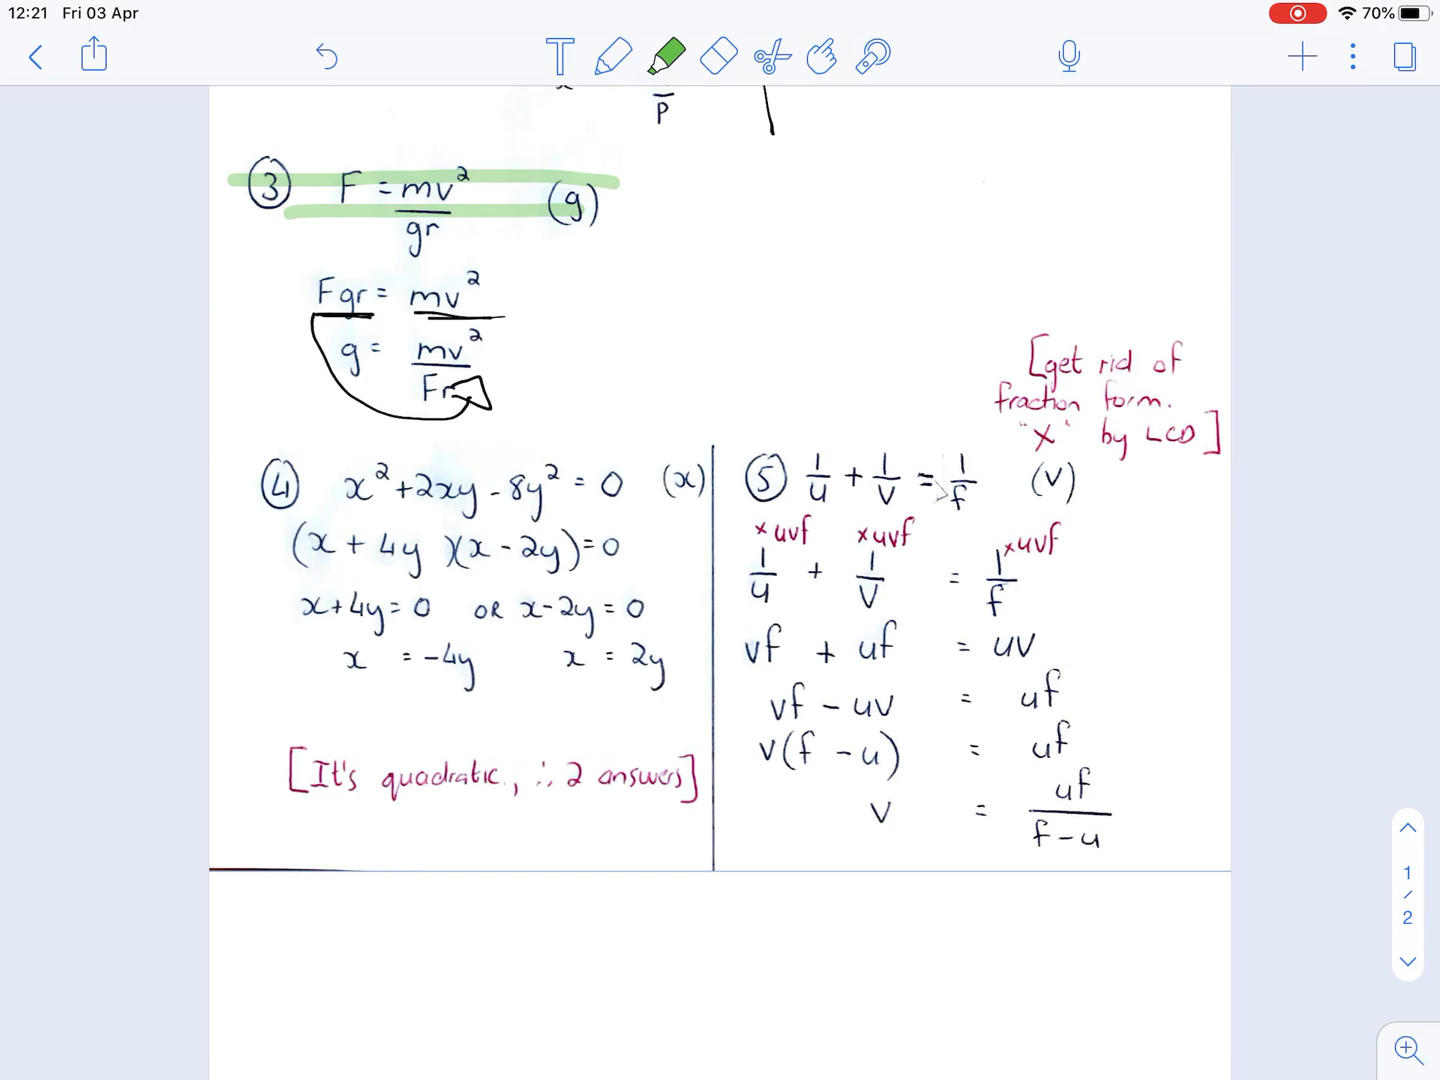 12:21 Fri 03 Apr
70%
T
x
p
③ F = mv²/gr (g)
Fgr = mv²
g = mv²/Fr
④ x² + 2xy - 8y² = 0 (x)
(x + 4y)(x - 2y) = 0
x + 4y = 0 OR x - 2y = 0
x = -4y x = 2y
[It's quadratic, ∴ 2 answers]
[get rid of
fraction form.
"X" by LCD]
⑤ 1/u + 1/v = 1/f (v)
×uvf ×uvf ×uvf
1/u + 1/v = 1/f
vf + uf = uv
vf - uv = uf
v(f - u) = uf
v = uf/f-u
1
/
2